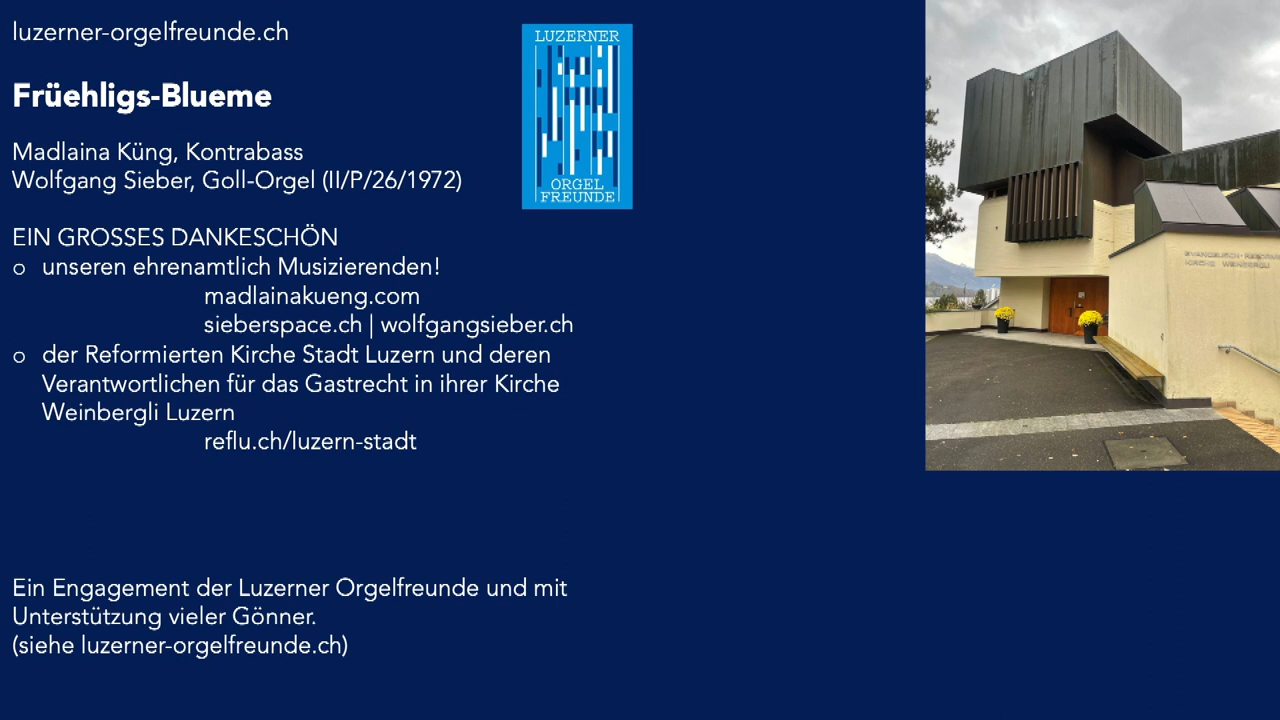 luzerner-orgelfreunde.ch
LUZERNER
ORGEL
FREUNDE
Früehligs-Blueme
Madlaina Küng, Kontrabass
Wolfgang Sieber, Goll-Orgel (II/P/26/1972)
EIN GROSSES DANKESCHÖN
o unseren ehrenamtlich Musizierenden!
madlainakueng.com
sieberspace.ch | wolfgangsieber.ch
o der Reformierten Kirche Stadt Luzern und deren
Verantwortlichen für das Gastrecht in ihrer Kirche
Weinbergli Luzern
reflu.ch/luzern-stadt
Ein Engagement der Luzerner Orgelfreunde und mit
Unterstützung vieler Gönner.
(siehe luzerner-orgelfreunde.ch)
KIRCHE WEINBERGLI